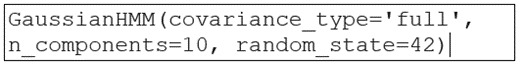 GaussianHMM(covariance_type='full',
n_components=10, random_state=42)